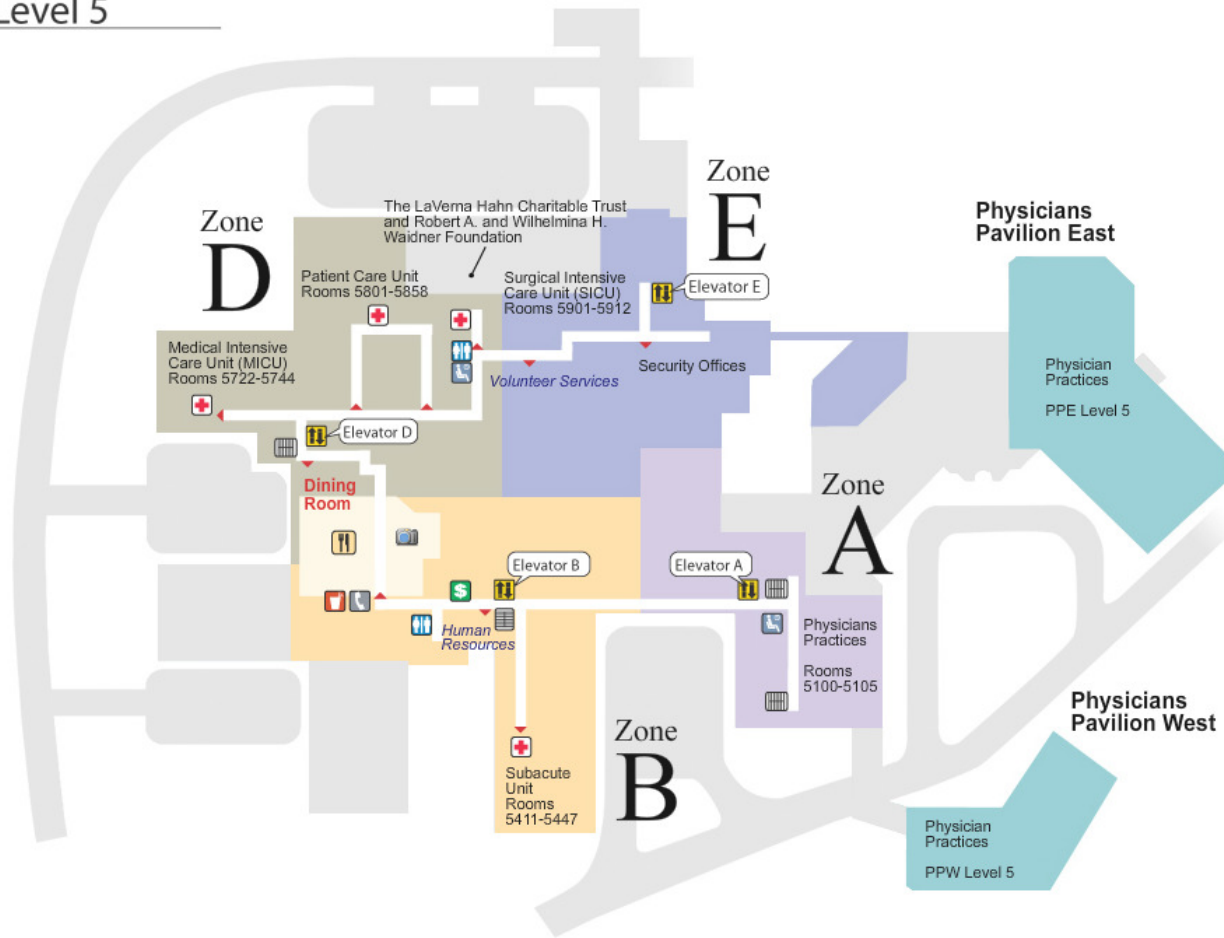 Level 5
Zone
E
Physicians
Pavilion East
The LaVerna Hahn Charitable Trust
and Robert A. and Wilhelmina H.
Waidner Foundation
Zone
D
Patient Care Unit
Rooms 5801-5858
Surgical Intensive
Care Unit (SICU)
Rooms 5901-5912
Elevator E
Medical Intensive
Care Unit (MICU)
Rooms 5722-5744
Volunteer Services
Security Offices
Physician
Practices
PPE Level 5
Elevator D
Dining
Room
Zone
A
Elevator B
Elevator A
$
Human
Resources
Physicians
Practices
Rooms
5100-5105
Physicians
Pavilion West
Zone
B
Subacute
Unit
Rooms
5411-5447
Physician
Practices
PPW Level 5